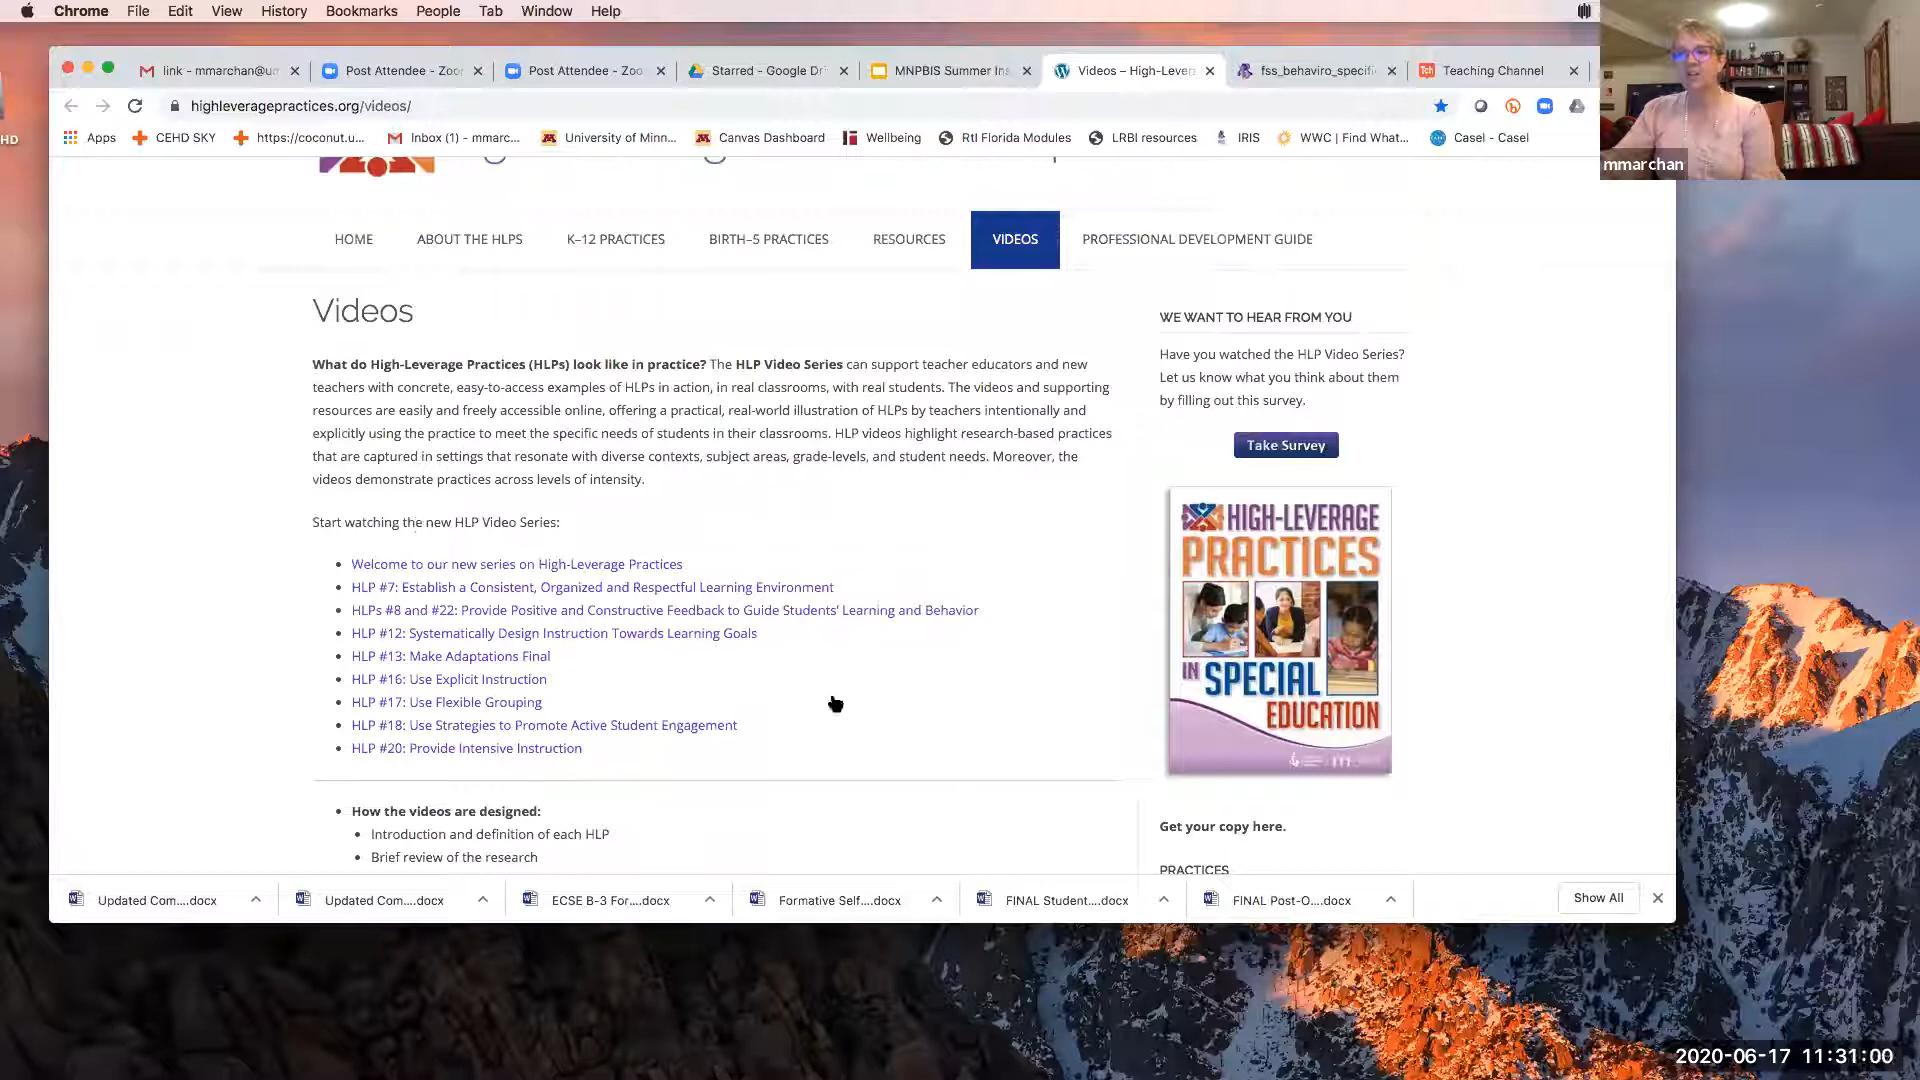 Chrome File Edit View History Bookmarks People Tab Window Help
link - mmarchan@um
Post Attendee - Zoo
Post Attendee - Zoo
Starred - Google Dri
MNPBIS Summer Ins
Videos – High-Levera
fss_behaviro_specifi
Teaching Channel
highleveragepractices.org/videos/
Apps
CEHD SKY
https://coconut.u...
Inbox (1) - mmarc...
University of Minn...
Canvas Dashboard
Wellbeing
RtI Florida Modules
LRBI resources
IRIS
WWC | Find What...
Casel - Casel
HD
mmarchan
HOME
ABOUT THE HLPS
K–12 PRACTICES
BIRTH–5 PRACTICES
RESOURCES
VIDEOS
PROFESSIONAL DEVELOPMENT GUIDE
Videos
What do High-Leverage Practices (HLPs) look like in practice? The HLP Video Series can support teacher educators and new
teachers with concrete, easy-to-access examples of HLPs in action, in real classrooms, with real students. The videos and supporting
resources are easily and freely accessible online, offering a practical, real-world illustration of HLPs by teachers intentionally and
explicitly using the practice to meet the specific needs of students in their classrooms. HLP videos highlight research-based practices
that are captured in settings that resonate with diverse contexts, subject areas, grade-levels, and student needs. Moreover, the
videos demonstrate practices across levels of intensity.
Start watching the new HLP Video Series:
Welcome to our new series on High-Leverage Practices
HLP #7: Establish a Consistent, Organized and Respectful Learning Environment
HLPs #8 and #22: Provide Positive and Constructive Feedback to Guide Students' Learning and Behavior
HLP #12: Systematically Design Instruction Towards Learning Goals
HLP #13: Make Adaptations Final
HLP #16: Use Explicit Instruction
HLP #17: Use Flexible Grouping
HLP #18: Use Strategies to Promote Active Student Engagement
HLP #20: Provide Intensive Instruction
How the videos are designed:
Introduction and definition of each HLP
Brief review of the research
WE WANT TO HEAR FROM YOU
Have you watched the HLP Video Series?
Let us know what you think about them
by filling out this survey.
Take Survey
HIGH-LEVERAGE
PRACTICES
IN SPECIAL
EDUCATION
Get your copy here.
PRACTICES
Updated Com....docx
Updated Com....docx
ECSE B-3 For....docx
Formative Self....docx
FINAL Student....docx
FINAL Post-O....docx
Show All
2020-06-17 11:31:00